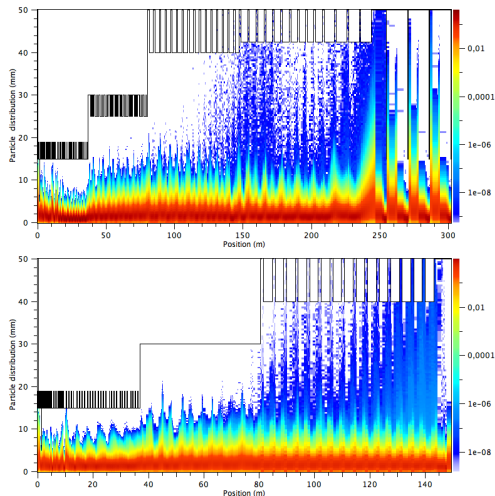 50
40
30
20
10
0
Particle distribution (mm)
0 50 100 150 200 250 300
Position (m)
0,01
0,0001
1e-06
1e-08
50
40
30
20
10
0
Particle distribution (mm)
0 20 40 60 80 100 120 140
Position (m)
0,01
0,0001
1e-06
1e-08